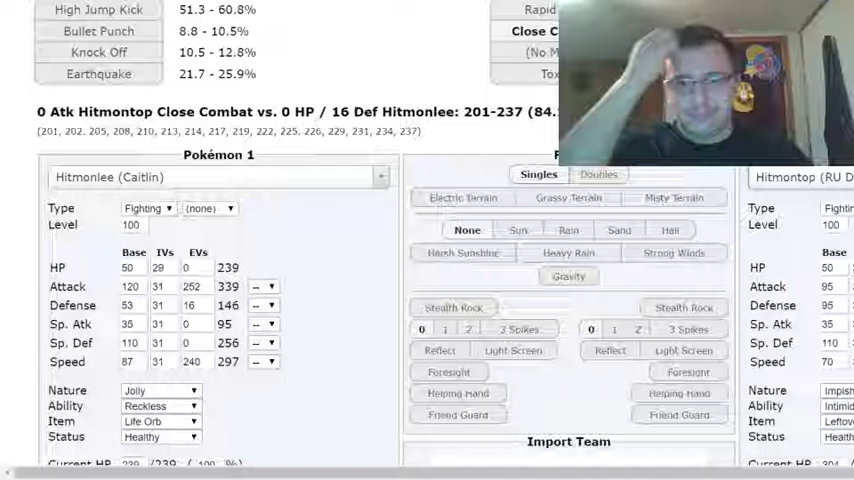 High Jump Kick 51.3 - 60.8%
Bullet Punch 8.8 - 10.5%
Knock Off 10.5 - 12.8%
Earthquake 21.7 - 25.9%
Rapid
Close C
(No M
Tox
0 Atk Hitmontop Close Combat vs. 0 HP / 16 Def Hitmonlee: 201-237 (84.
(201, 202, 205, 208, 210, 213, 214, 217, 219, 222, 225, 226, 229, 231, 234, 237)
Pokémon 1
Hitmonlee (Caitlin)
Type Fighting (none)
Level 100
Base IVs EVs
HP 50 29 0 239
Attack 120 31 252 339 --
Defense 53 31 16 146 --
Sp. Atk 35 31 0 95 --
Sp. Def 110 31 0 256 --
Speed 87 31 240 297 --
Nature Jolly
Ability Reckless
Item Life Orb
Status Healthy
Current HP 239 /239 ( 100 %)
F
Singles Doubles
Electric Terrain Grassy Terrain Misty Terrain
None Sun Rain Sand Hail
Harsh Sunshine Heavy Rain Strong Winds
Gravity
Stealth Rock Stealth Rock
0 1 2 3 Spikes 0 1 2 3 Spikes
Reflect Light Screen Reflect Light Screen
Foresight Foresight
Helping Hand Helping Hand
Friend Guard Friend Guard
Import Team
Hitmontop (RU D
Type Fightin
Level 100
Base
HP 50
Attack 95
Defense 95
Sp. Atk 35
Sp. Def 110
Speed 70
Nature Impish
Ability Intimid
Item Leftov
Status Health
Current HP 304